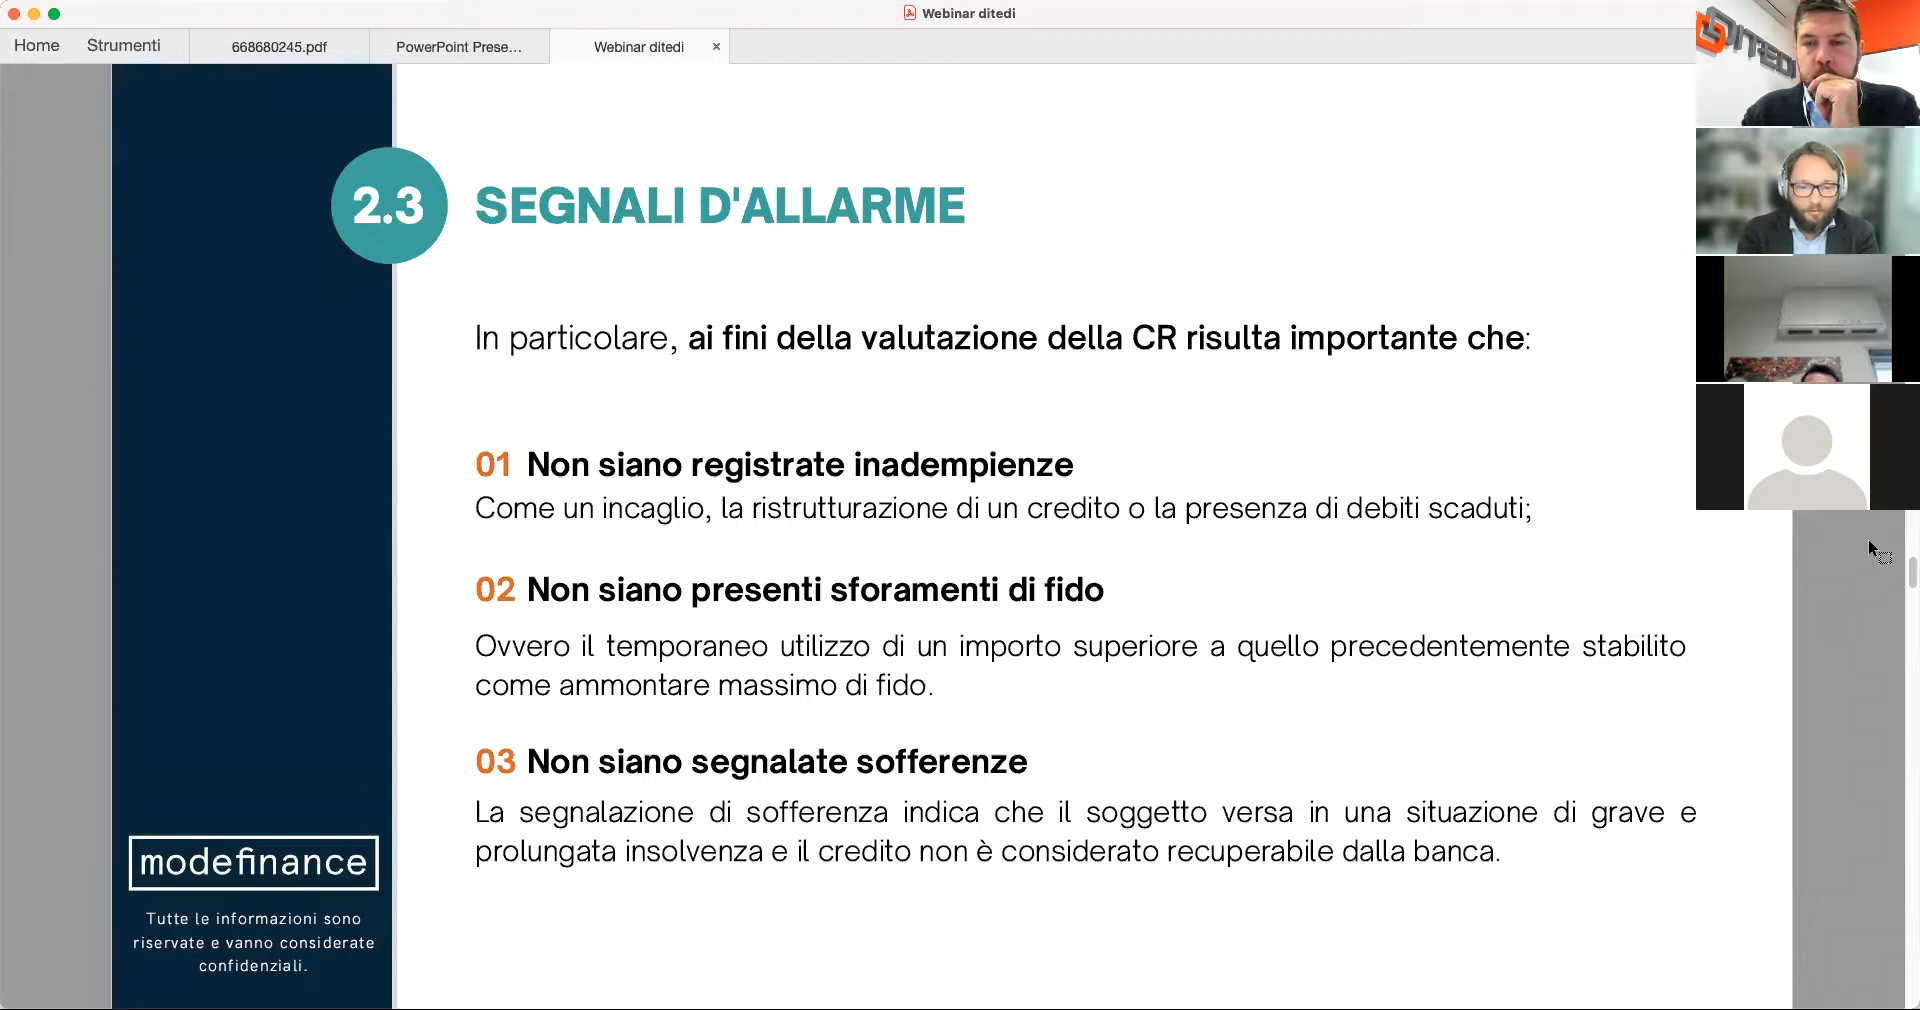 Webinar ditedi
Home Strumenti 668680245.pdf PowerPoint Prese... Webinar ditedi ×
DITEDI
2.3 SEGNALI D'ALLARME
In particolare, ai fini della valutazione della CR risulta importante che:
01 Non siano registrate inadempienze
Come un incaglio, la ristrutturazione di un credito o la presenza di debiti scaduti;
02 Non siano presenti sforamenti di fido
Ovvero il temporaneo utilizzo di un importo superiore a quello precedentemente stabilito
come ammontare massimo di fido.
03 Non siano segnalate sofferenze
La segnalazione di sofferenza indica che il soggetto versa in una situazione di grave e
prolungata insolvenza e il credito non è considerato recuperabile dalla banca.
modefinance
Tutte le informazioni sono
riservate e vanno considerate
confidenziali.